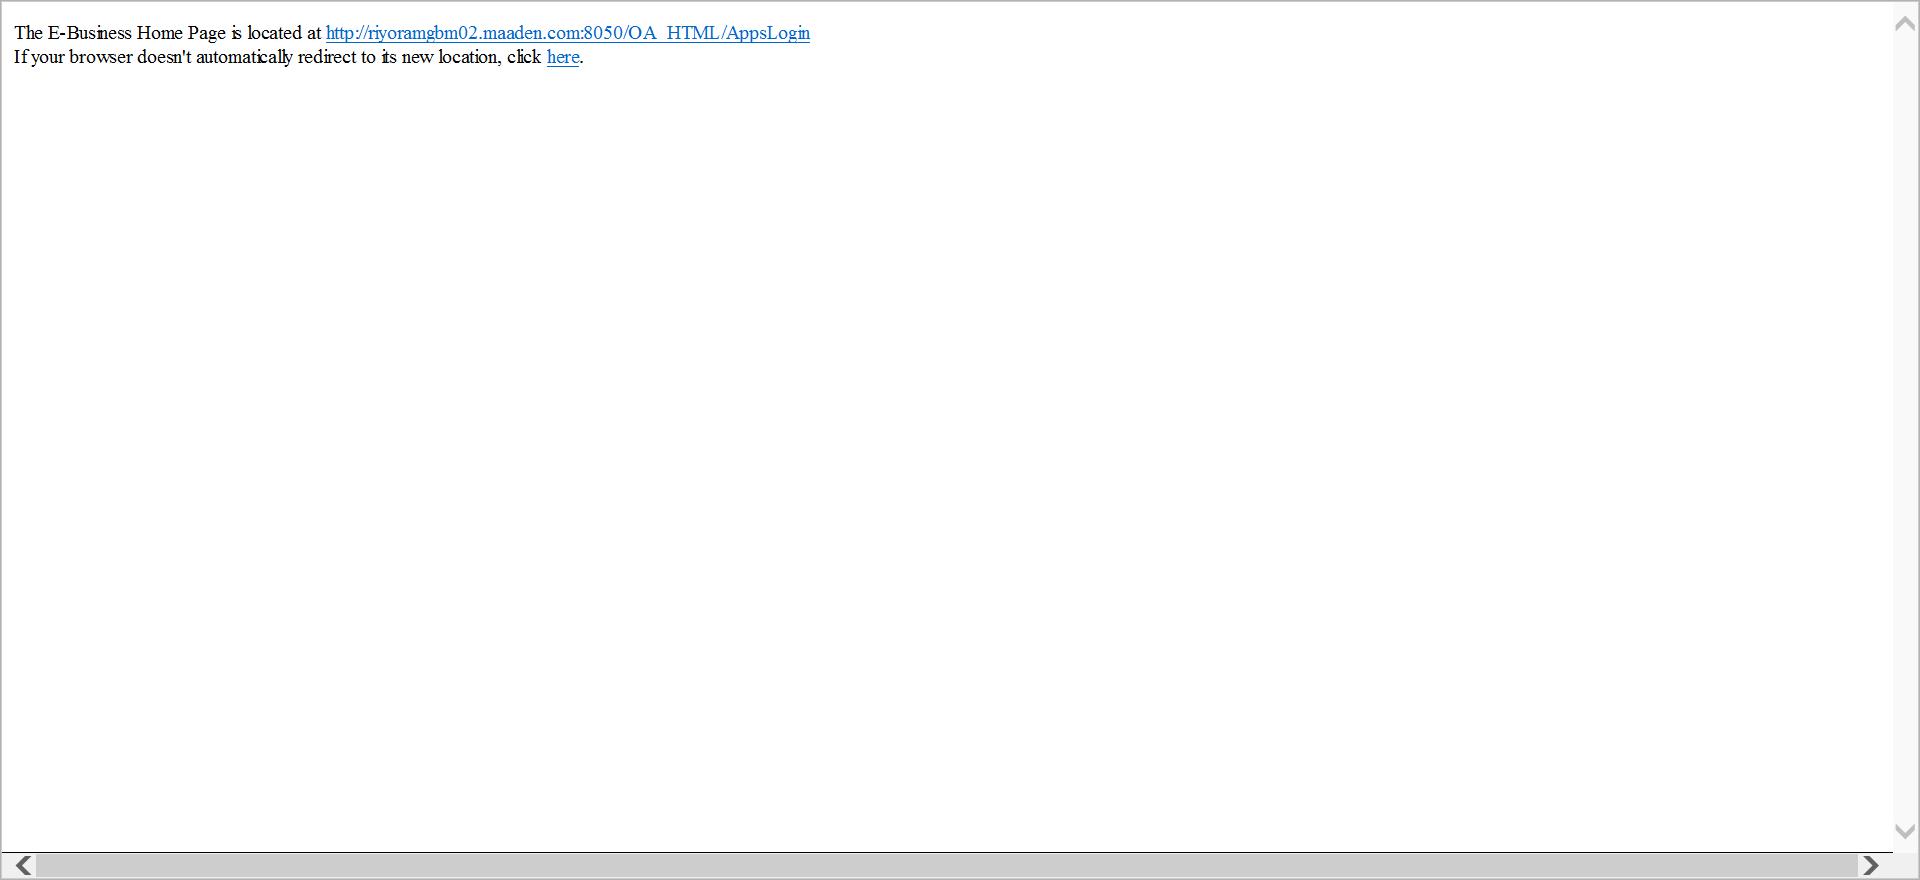 The E-Business Home Page is located at http://riyoramgbm02.maaden.com:8050/OA_HTML/AppsLogin
If your browser doesn't automatically redirect to its new location, click here.